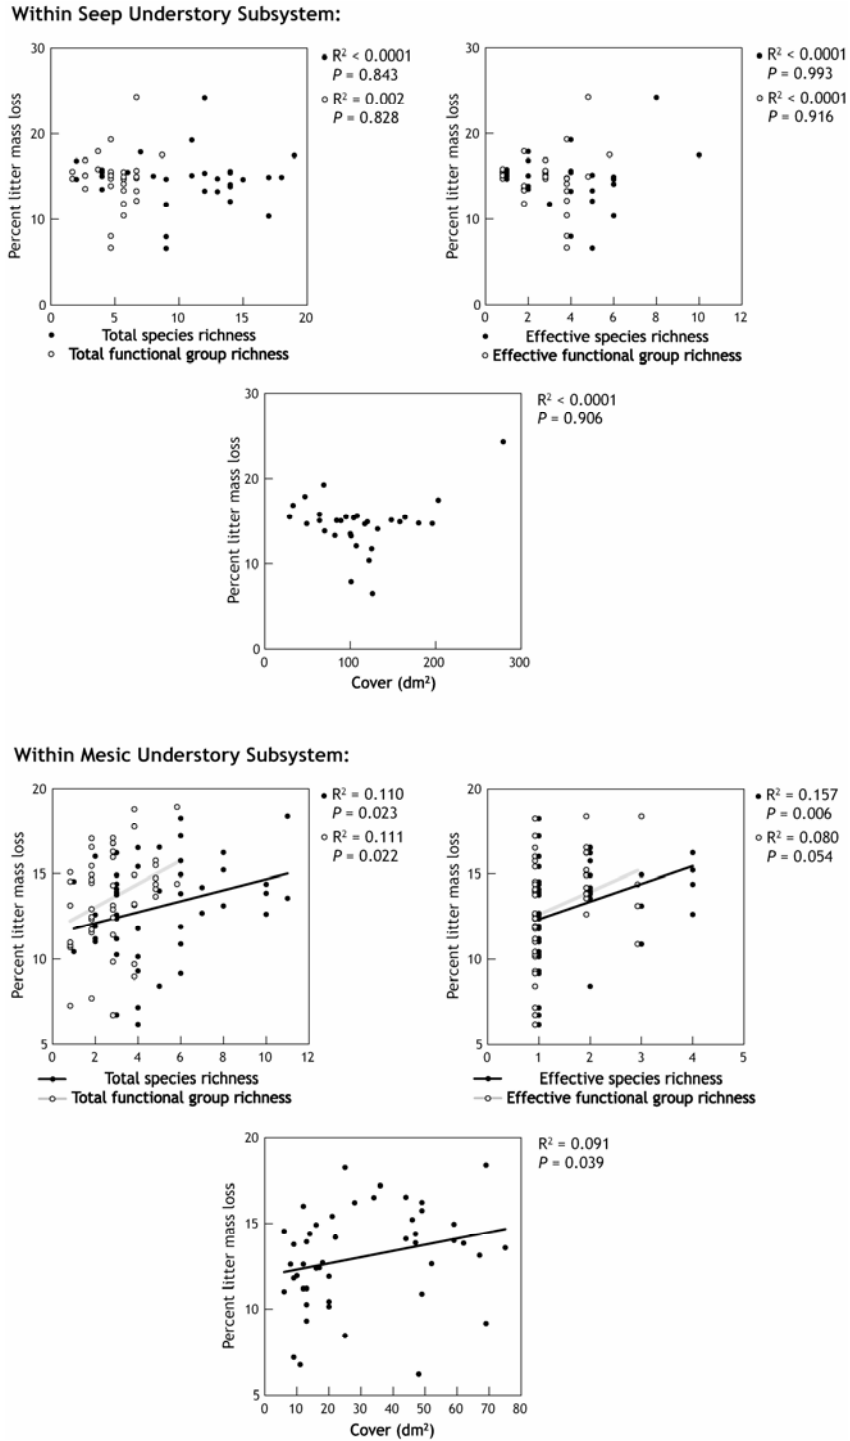 Within Seep Understory Subsystem:
Percent litter mass loss
30
20
10
0
0 5 10 15 20
● Total species richness
○ Total functional group richness
● R² < 0.0001
P = 0.843
○ R² = 0.002
P = 0.828
Percent litter mass loss
30
20
10
0
0 2 4 6 8 10 12
● Effective species richness
○ Effective functional group richness
● R² < 0.0001
P = 0.993
○ R² < 0.0001
P = 0.916
Percent litter mass loss
30
20
10
0
0 100 200 300
Cover (dm²)
R² < 0.0001
P = 0.906
Within Mesic Understory Subsystem:
Percent litter mass loss
20
15
10
5
2 4 6 8 10 12
Total species richness
Total functional group richness
● R² = 0.110
P = 0.023
○ R² = 0.111
P = 0.022
Percent litter mass loss
20
15
10
5
0 1 2 3 4 5
Effective species richness
Effective functional group richness
● R² = 0.157
P = 0.006
○ R² = 0.080
P = 0.054
Percent litter mass loss
20
15
10
5
0 10 20 30 40 50 60 70 80
Cover (dm²)
R² = 0.091
P = 0.039